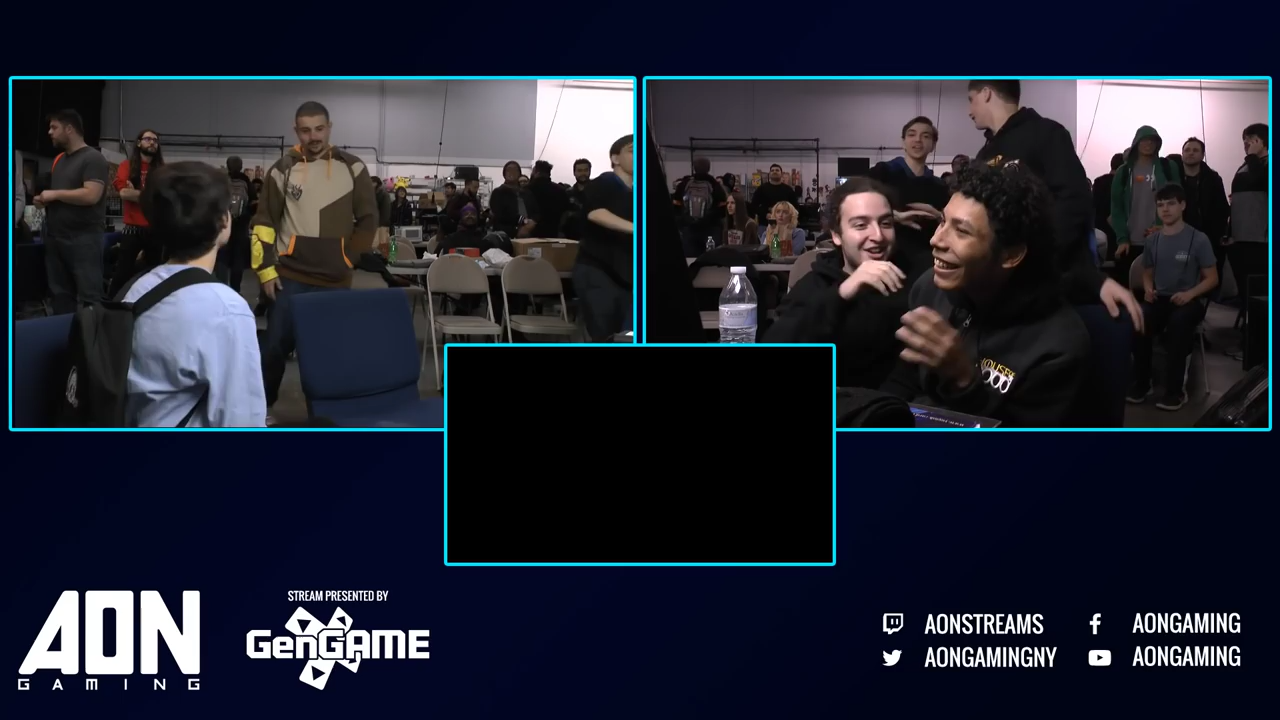 AON
GAMING
STREAM PRESENTED BY
GenGAME
AONSTREAMS
AONGAMING
AONGAMINGNY
AONGAMING